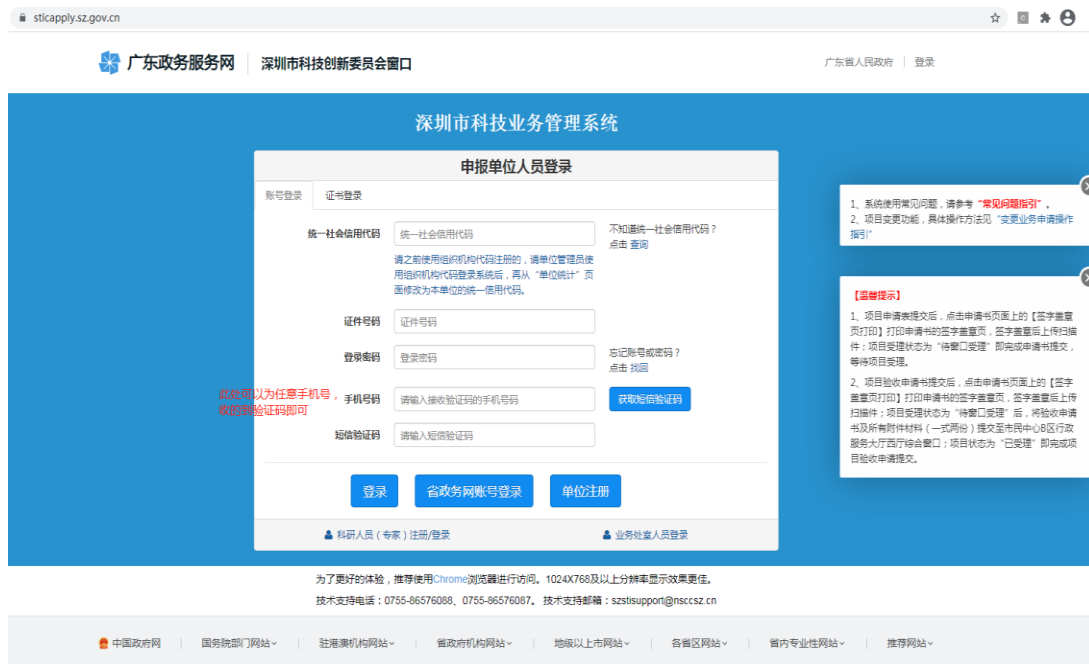 sticapply.sz.gov.cn
广东政务服务网 深圳市科技创新委员会窗口 广东省人民政府 登录
深圳市科技业务管理系统
申报单位人员登录
账号登录 证书登录
统一社会信用代码 统一社会信用代码 不知道统一社会信用代码？
点击 查询
请之前使用组织机构代码注册的，请单位管理员使
用组织机构代码登录系统后，再从“单位统计”页
面修改为本单位的统一信用代码。
证件号码 证件号码
登录密码 登录密码 忘记账号或密码？
点击 找回
此处可以为任意手机号，
收的到验证码即可
手机号码 请输入接收验证码的手机号码 获取短信验证码
短信验证码 请输入短信验证码
登录 省政务网账号登录 单位注册
科研人员（专家）注册/登录 业务处室人员登录
1、系统使用常见问题，请参考“常见问题指引”。
2、项目变更功能，具体操作方法见“变更业务申请操作
指引”
【温馨提示】
1、项目申请表提交后，点击申请书页面上的【签字盖章
页打印】打印申请书的签字盖章页，签字盖章后上传扫描
件；项目受理状态为“待窗口受理”即完成申请书提交，
等待项目受理。
2、项目验收申请书提交后，点击申请书页面上的【签字
盖章页打印】打印申请书的签字盖章页，签字盖章后上传
扫描件；项目受理状态为“待窗口受理”后，将验收申请
书及所有附件材料（一式两份）提交至市民中心B区行政
服务大厅西厅综合窗口；项目状态为“已受理”即完成项
目验收申请提交。
为了更好的体验，推荐使用Chrome浏览器进行访问。1024X768及以上分辨率显示效果更佳。
技术支持电话：0755-86576088、0755-86576087。 技术支持邮箱：szstisupport@nsccsz.cn
中国政府网 国务院部门网站 驻港澳机构网站 省政府机构网站 地级以上市网站 各省区网站 省内专业性网站 推荐网站